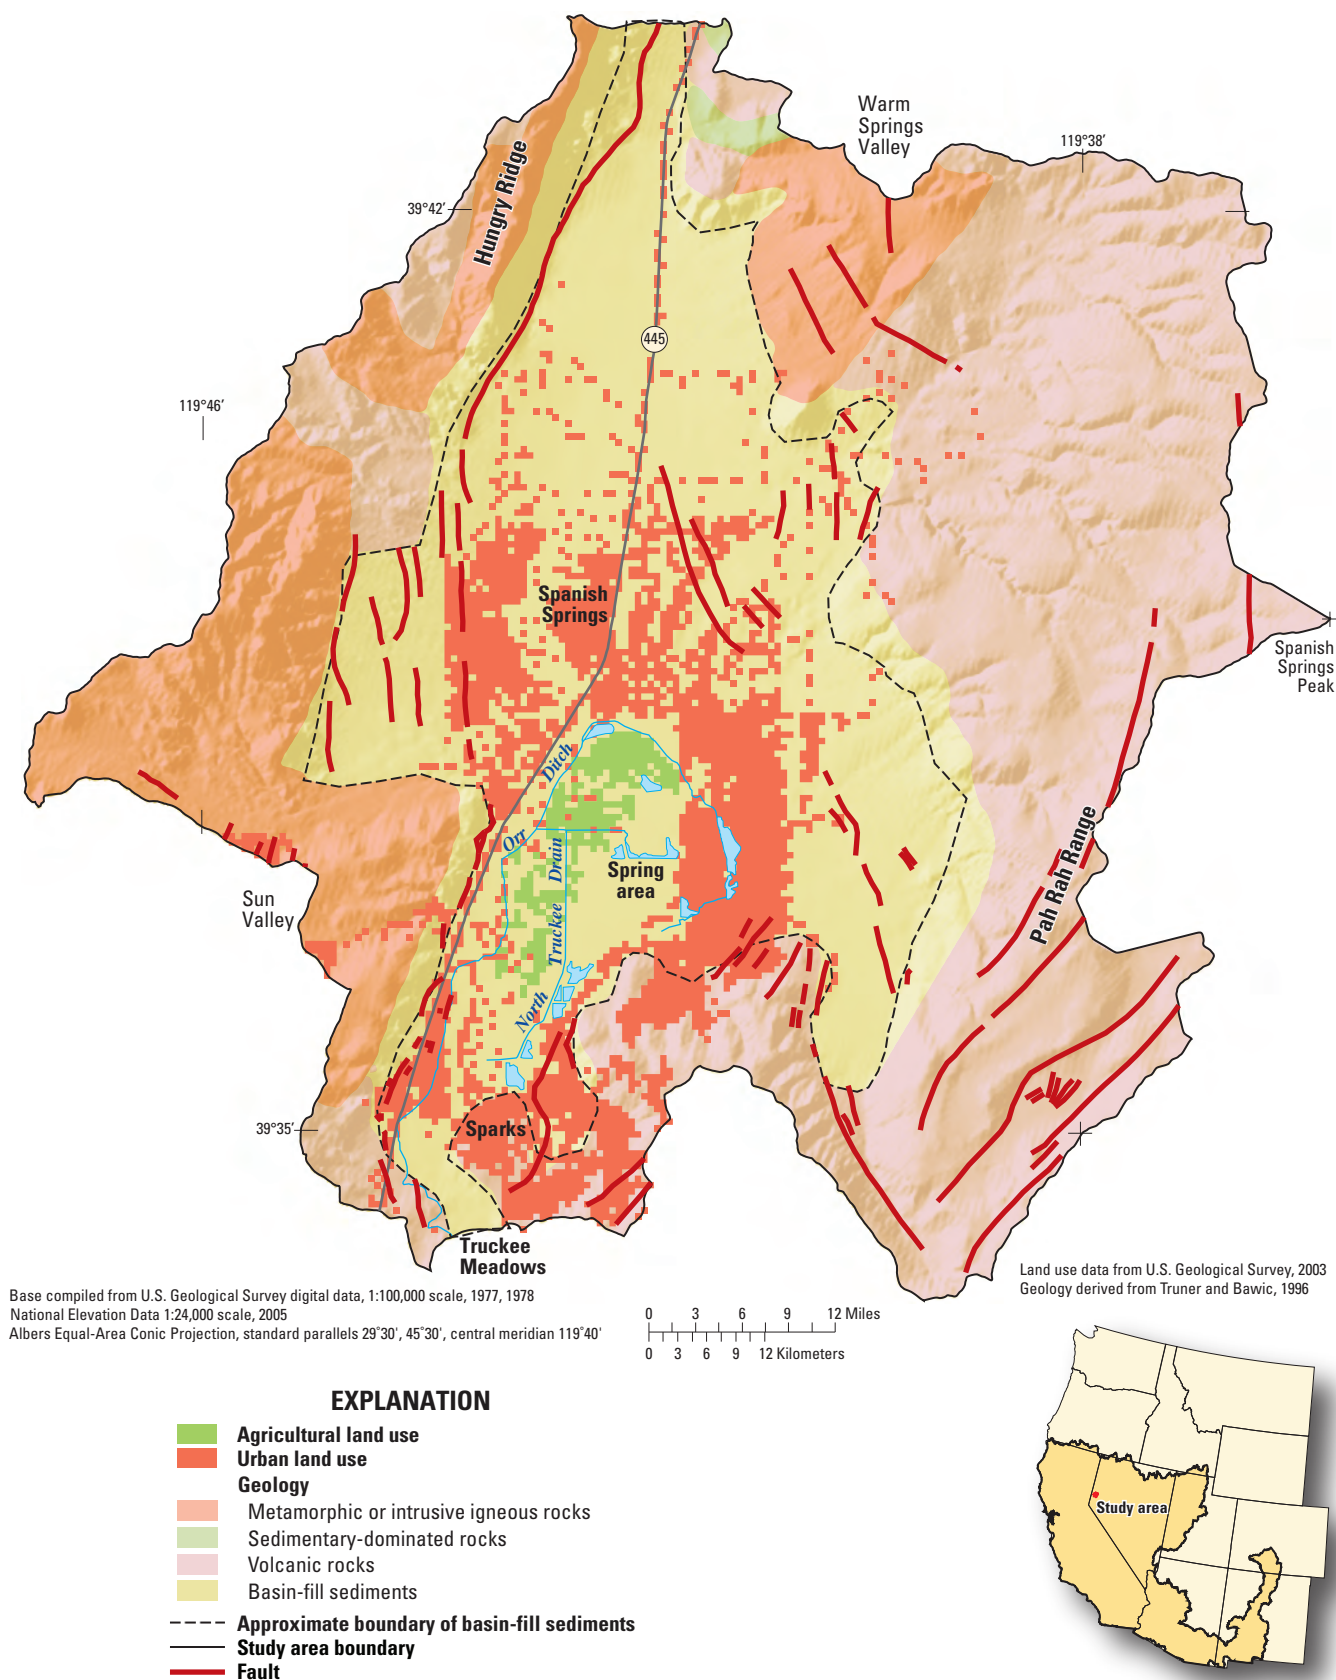 Warm
Springs
Valley
119°38'
Hungry Ridge
39°42'
445
119°46'
Spanish
Springs
Spanish
Springs
Peak
Orr Ditch
North Truckee Drain
Spring
area
Pah Rah Range
Sun
Valley
39°35'
Sparks
Truckee
Meadows
Base compiled from U.S. Geological Survey digital data, 1:100,000 scale, 1977, 1978
National Elevation Data 1:24,000 scale, 2005
Albers Equal-Area Conic Projection, standard parallels 29°30', 45°30', central meridian 119°40'
Land use data from U.S. Geological Survey, 2003
Geology derived from Truner and Bawic, 1996
0 3 6 9 12 Miles
0 3 6 9 12 Kilometers
EXPLANATION
Agricultural land use
Urban land use
Geology
Metamorphic or intrusive igneous rocks
Sedimentary-dominated rocks
Volcanic rocks
Basin-fill sediments
Approximate boundary of basin-fill sediments
Study area boundary
Fault
Study area